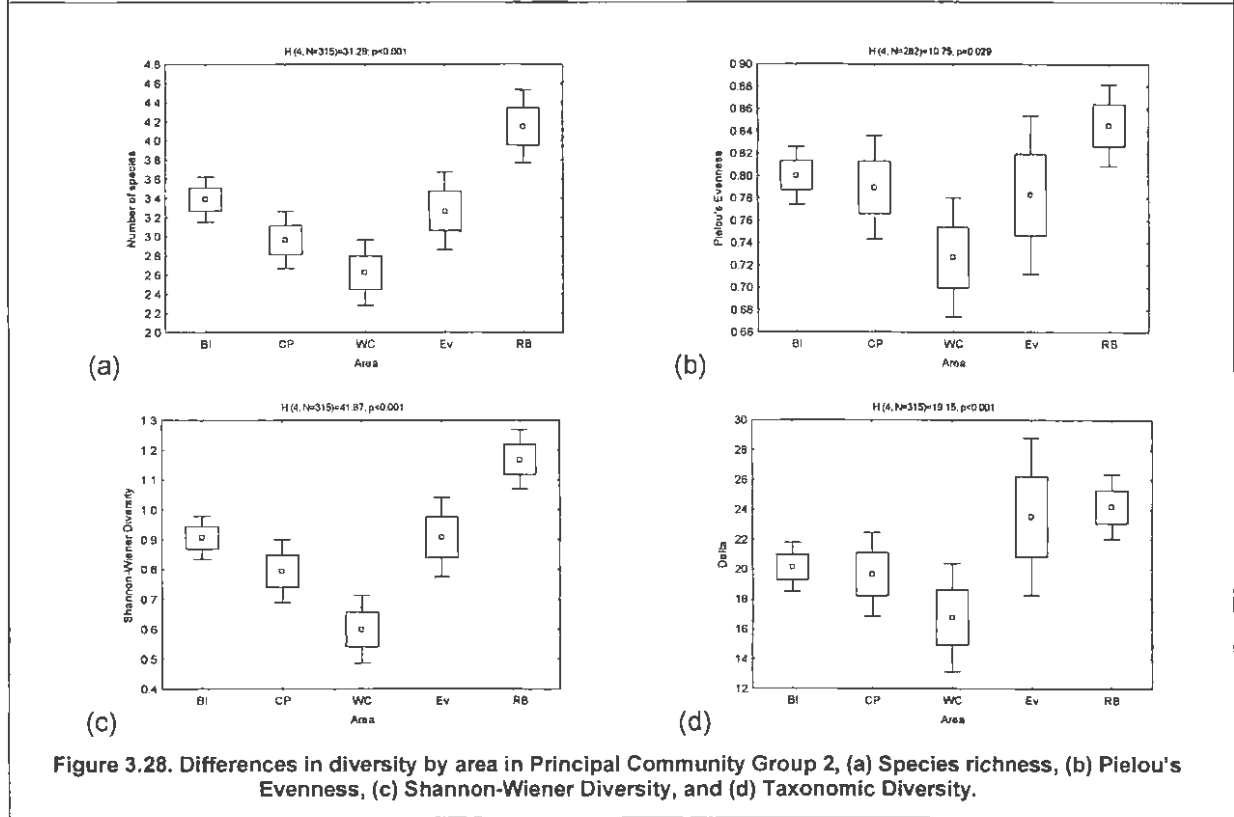 H (4, N=315)=31.29, p<0.001
4.8
4.6
4.4
4.2
4.0
3.8
3.6
3.4
3.2
3.0
2.8
2.6
2.4
2.2
2.0
Number of species
BI CP WC Ev RB
Area
(a)
H (4, N=282)=10.75, p=0.029
0.90
0.88
0.84
0.80
0.82
0.78
0.76
0.74
0.72
0.70
0.68
0.66
Pielou's Evenness
BI CP WC Ev RB
Area
(b)
H (4, N=315)=41.87, p<0.001
1.3
1.2
1.1
1.0
0.9
0.8
0.7
0.6
0.5
0.4
Shannon-Wiener Diversity
BI CP WC Ev RB
Area
(c)
H (4, N=315)=19.15, p<0.001
30
28
26
24
22
20
18
16
14
12
Delta
BI CP WC Ev RB
Area
(d)
Figure 3.28. Differences in diversity by area in Principal Community Group 2, (a) Species richness, (b) Pielou's
Evenness, (c) Shannon-Wiener Diversity, and (d) Taxonomic Diversity.